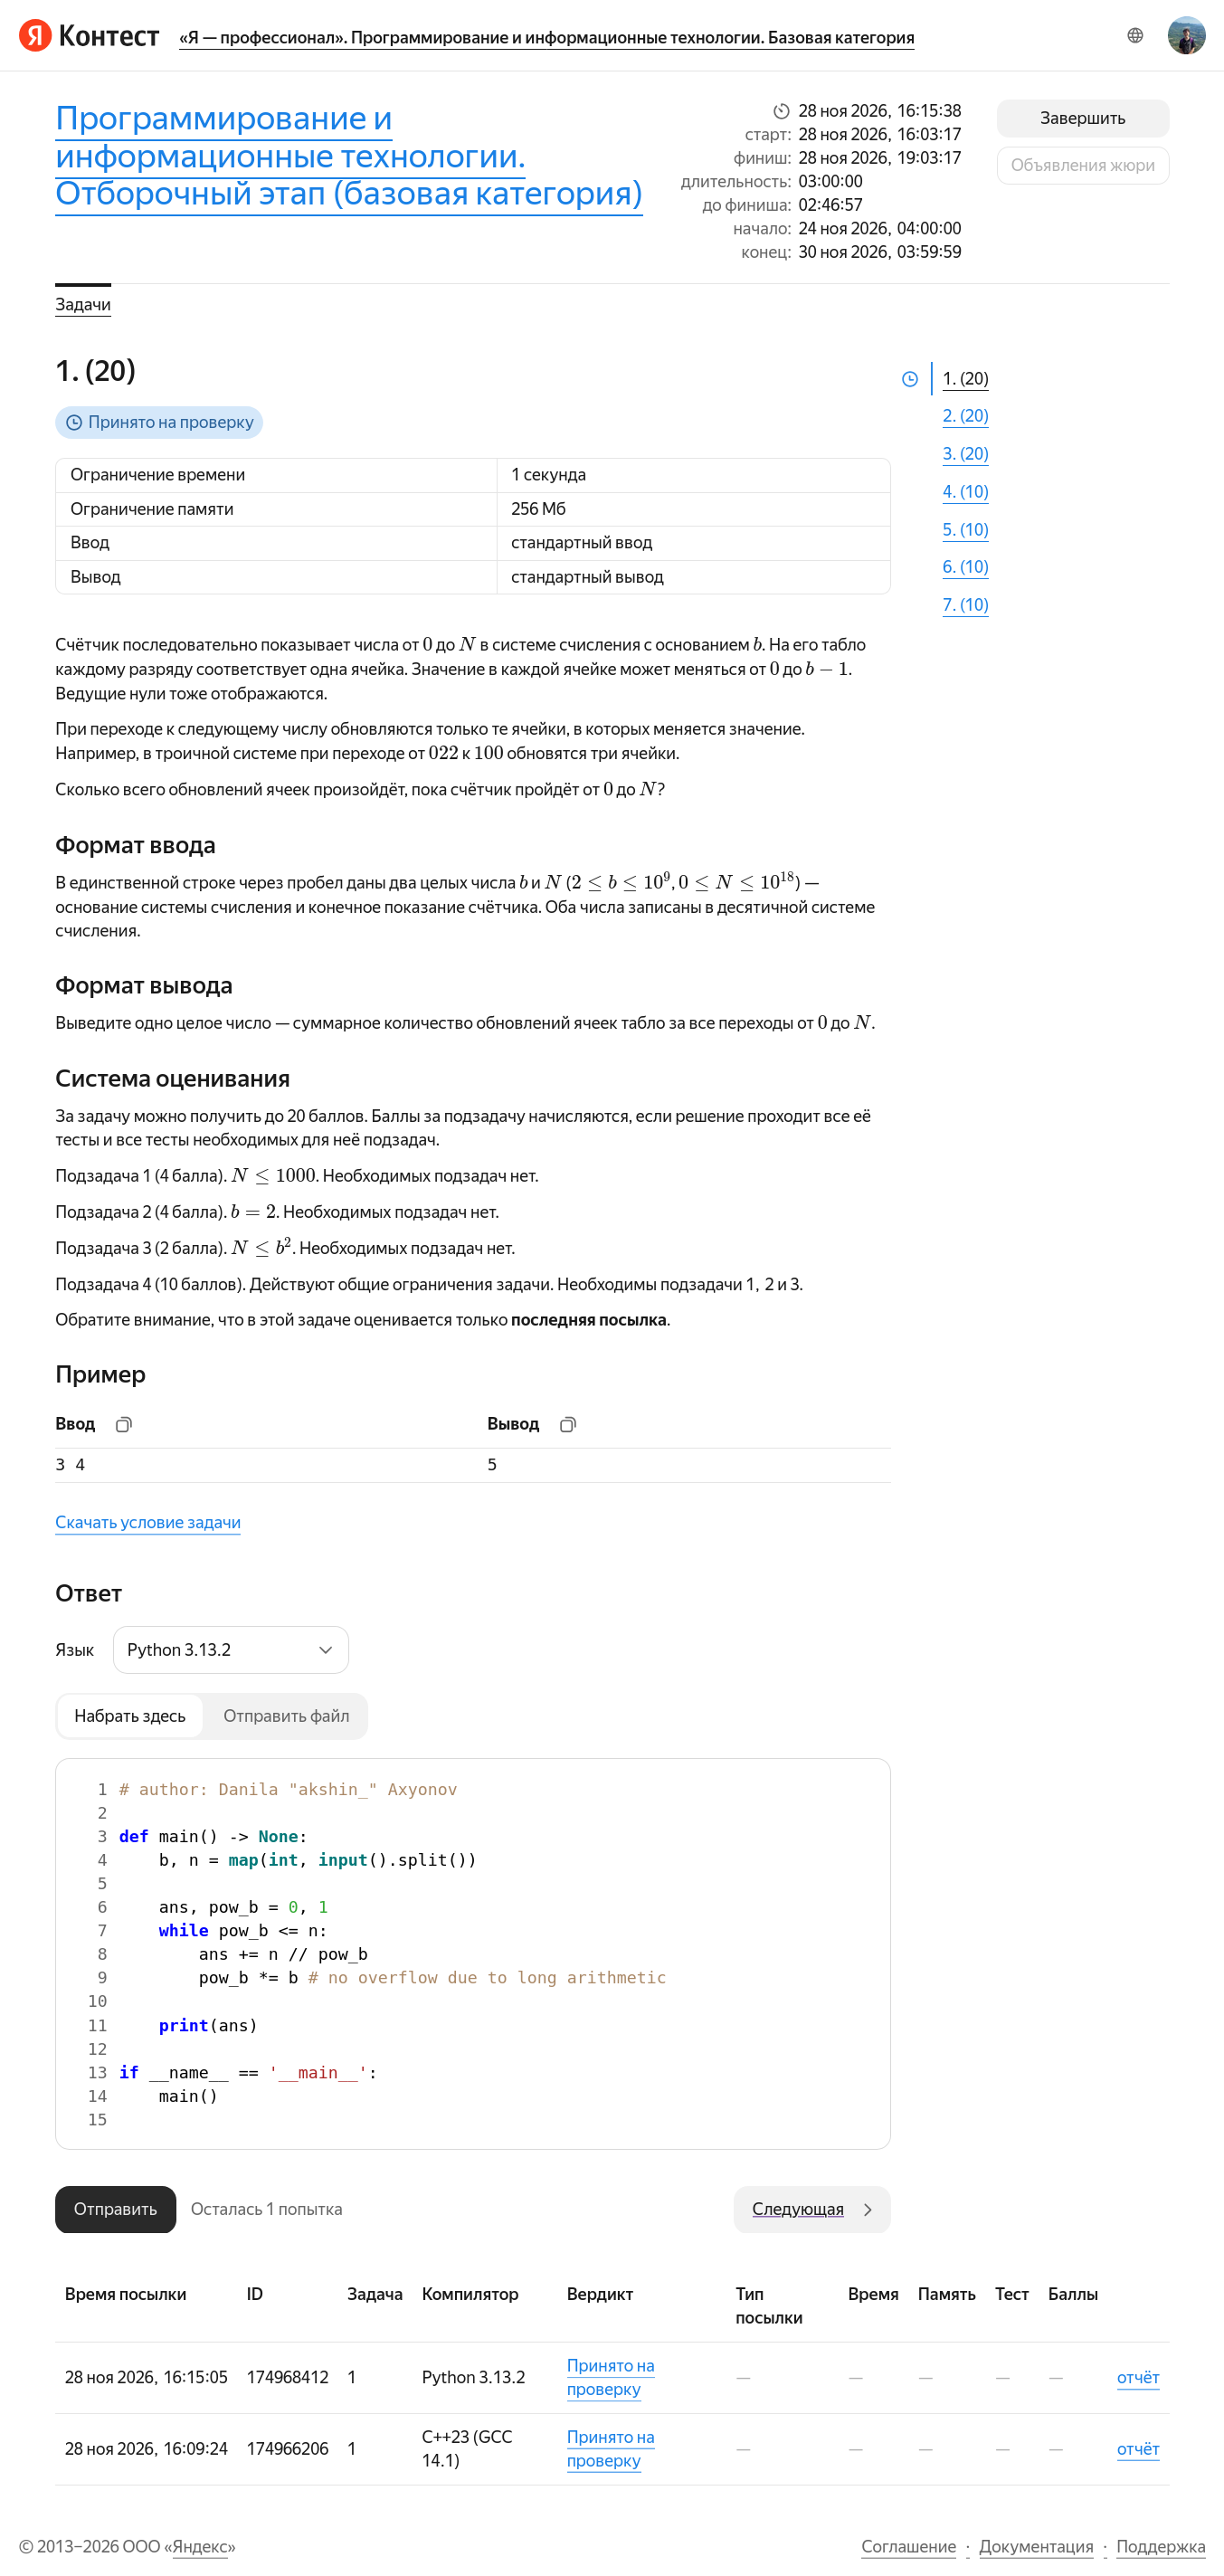 Я Контест
«Я — профессионал». Программирование и информационные технологии. Базовая категория
Программирование и
информационные технологии.
Отборочный этап (базовая категория)
28 ноя 2026, 16:15:38
старт: 28 ноя 2026, 16:03:17
финиш: 28 ноя 2026, 19:03:17
длительность: 03:00:00
до финиша: 02:46:57
начало: 24 ноя 2026, 04:00:00
конец: 30 ноя 2026, 03:59:59
Завершить
Объявления жюри
Задачи
1. (20)
Принято на проверку
Ограничение времени 1 секунда
Ограничение памяти 256 Мб
Ввод стандартный ввод
Вывод стандартный вывод
1. (20)
2. (20)
3. (20)
4. (10)
5. (10)
6. (10)
7. (10)
Счётчик последовательно показывает числа от 0 до N в системе счисления с основанием b. На его табло
каждому разряду соответствует одна ячейка. Значение в каждой ячейке может меняться от 0 до b − 1.
Ведущие нули тоже отображаются.
При переходе к следующему числу обновляются только те ячейки, в которых меняется значение.
Например, в троичной системе при переходе от 022 к 100 обновятся три ячейки.
Сколько всего обновлений ячеек произойдёт, пока счётчик пройдёт от 0 до N?
Формат ввода
В единственной строке через пробел даны два целых числа b и N (2 ≤ b ≤ 10⁹, 0 ≤ N ≤ 10¹⁸) —
основание системы счисления и конечное показание счётчика. Оба числа записаны в десятичной системе
счисления.
Формат вывода
Выведите одно целое число — суммарное количество обновлений ячеек табло за все переходы от 0 до N.
Система оценивания
За задачу можно получить до 20 баллов. Баллы за подзадачу начисляются, если решение проходит все её
тесты и все тесты необходимых для неё подзадач.
Подзадача 1 (4 балла). N ≤ 1000. Необходимых подзадач нет.
Подзадача 2 (4 балла). b = 2. Необходимых подзадач нет.
Подзадача 3 (2 балла). N ≤ b². Необходимых подзадач нет.
Подзадача 4 (10 баллов). Действуют общие ограничения задачи. Необходимы подзадачи 1, 2 и 3.
Обратите внимание, что в этой задаче оценивается только последняя посылка.
Пример
Ввод Вывод
3 4 5
Скачать условие задачи
Ответ
Язык Python 3.13.2
Набрать здесь Отправить файл
1 # author: Danila "akshin_" Axyonov
2
3 def main() -> None:
4     b, n = map(int, input().split())
5
6     ans, pow_b = 0, 1
7     while pow_b <= n:
8         ans += n // pow_b
9         pow_b *= b # no overflow due to long arithmetic
10
11     print(ans)
12
13 if __name__ == '__main__':
14     main()
15
Отправить Осталась 1 попытка Следующая
Время посылки ID Задача Компилятор Вердикт Тип посылки Время Память Тест Баллы
28 ноя 2026, 16:15:05 174968412 1 Python 3.13.2 Принято на проверку — — — — — отчёт
28 ноя 2026, 16:09:24 174966206 1 C++23 (GCC 14.1) Принято на проверку — — — — — отчёт
© 2013–2026 ООО «Яндекс»
Соглашение · Документация · Поддержка